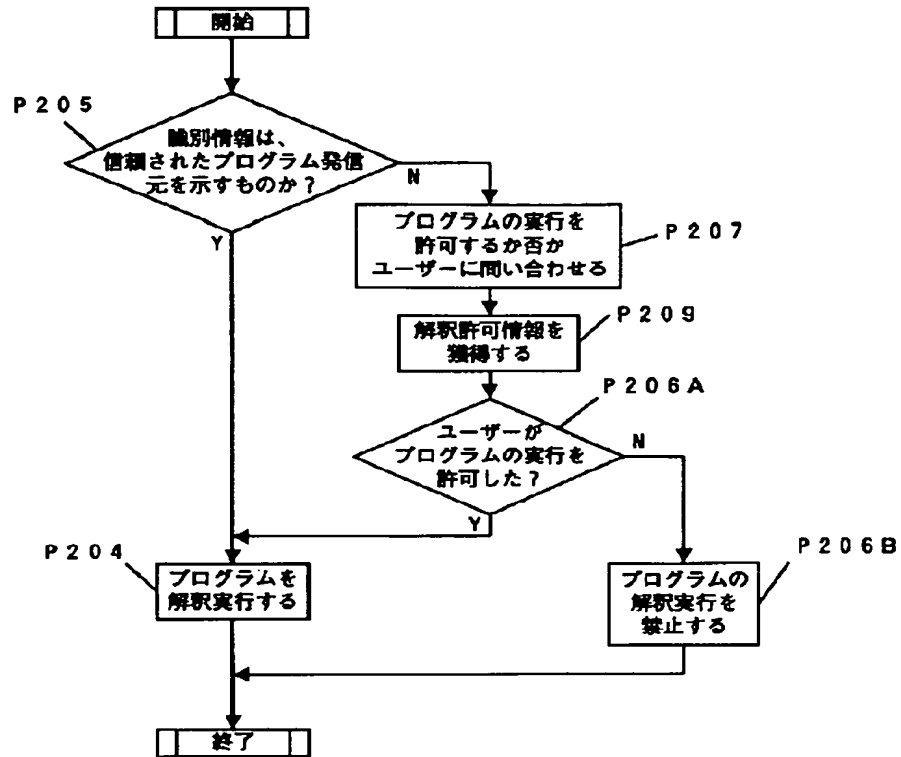 開始
P205
識別情報は、
信頼されたプログラム発信
元を示すものか？
N
Y
プログラムの実行を
許可するか否か
ユーザーに問い合わせる
P207
解釈許可情報を
獲得する
P209
P206A
ユーザーが
プログラムの実行を
許可した？
N
Y
P204
プログラムを
解釈実行する
P206B
プログラムの
解釈実行を
禁止する
終了